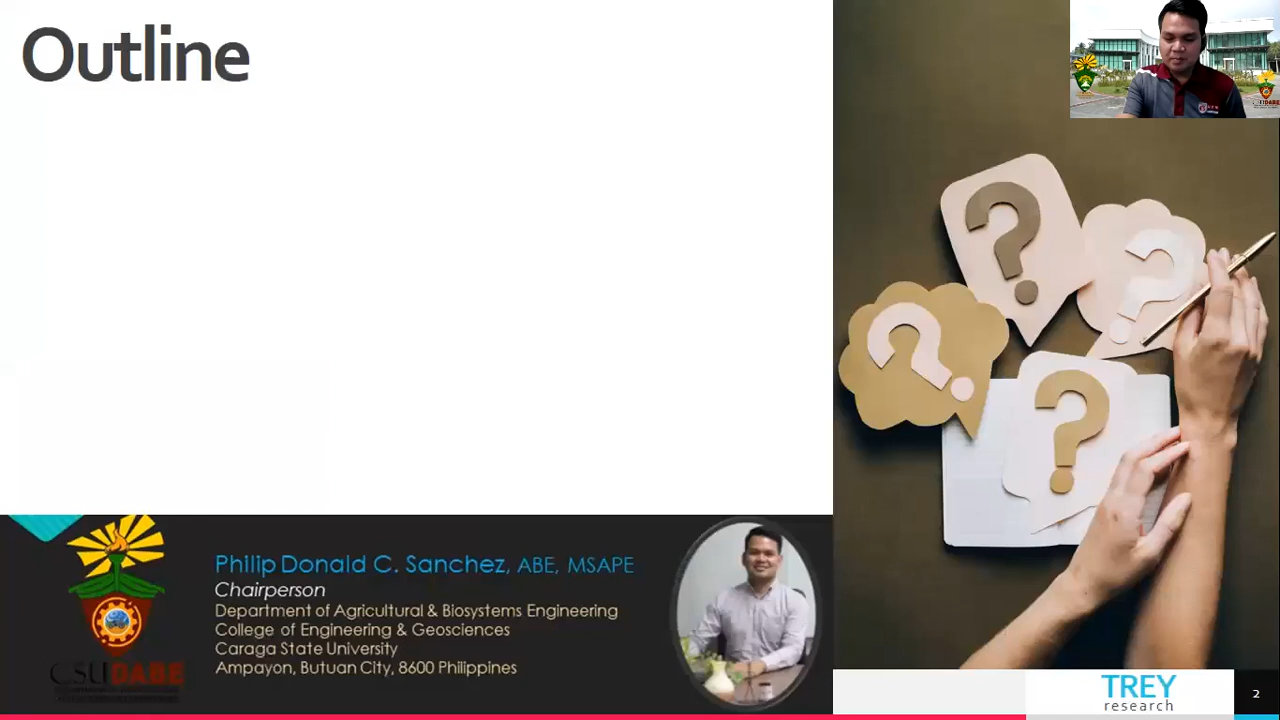 Outline
Philip Donald C. Sanchez, ABE, MSAPE
Chairperson
Department of Agricultural & Biosystems Engineering
College of Engineering & Geosciences
Caraga State University
Ampayon, Butuan City, 8600 Philippines
CSUDABE
? ? ? ?
TREY
research
2